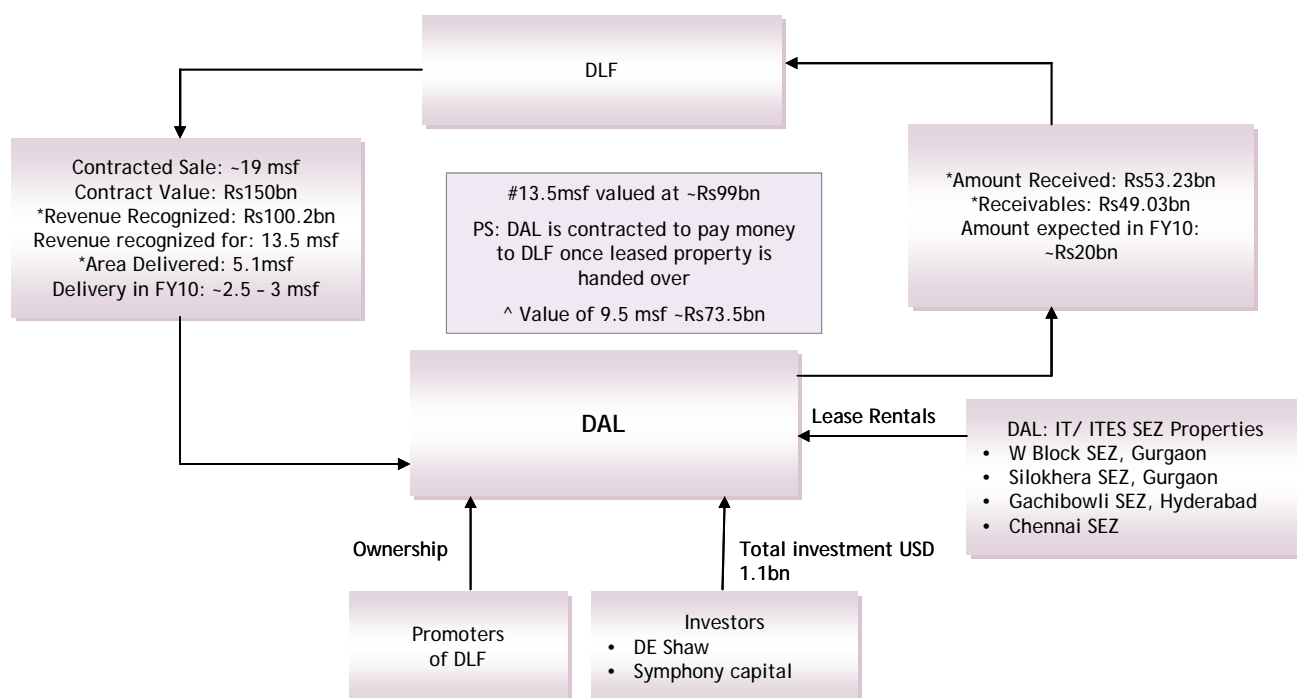 DLF
Contracted Sale: ~19 msf
Contract Value: Rs150bn
*Revenue Recognized: Rs100.2bn
Revenue recognized for: 13.5 msf
*Area Delivered: 5.1msf
Delivery in FY10: ~2.5 – 3 msf
#13.5msf valued at ~Rs99bn
PS: DAL is contracted to pay money
to DLF once leased property is
handed over
^ Value of 9.5 msf ~Rs73.5bn
*Amount Received: Rs53.23bn
*Receivables: Rs49.03bn
Amount expected in FY10:
~Rs20bn
DAL
Lease Rentals
DAL: IT/ ITES SEZ Properties
• W Block SEZ, Gurgaon
• Silokhera SEZ, Gurgaon
• Gachibowli SEZ, Hyderabad
• Chennai SEZ
Ownership
Total investment USD
1.1bn
Promoters
of DLF
Investors
• DE Shaw
• Symphony capital